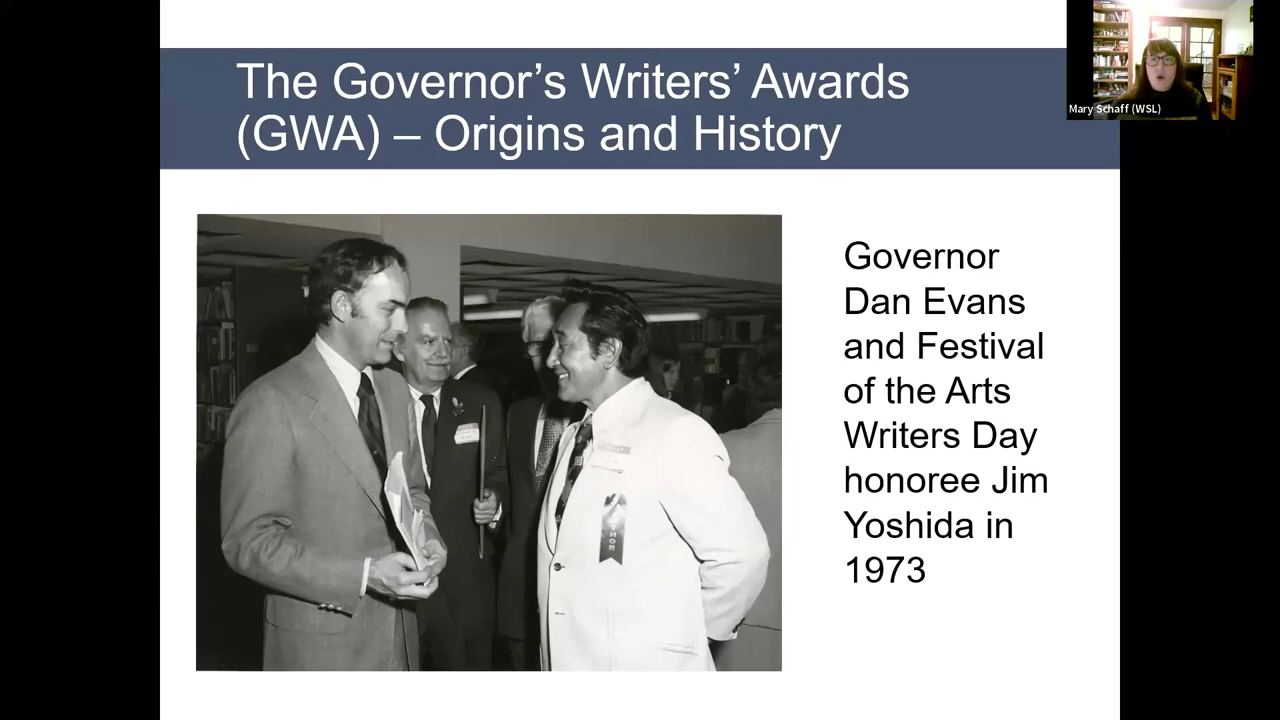 The Governor’s Writers’ Awards
(GWA) – Origins and History
Mary Schaff (WSL)
Governor
Dan Evans
and Festival
of the Arts
Writers Day
honoree Jim
Yoshida in
1973